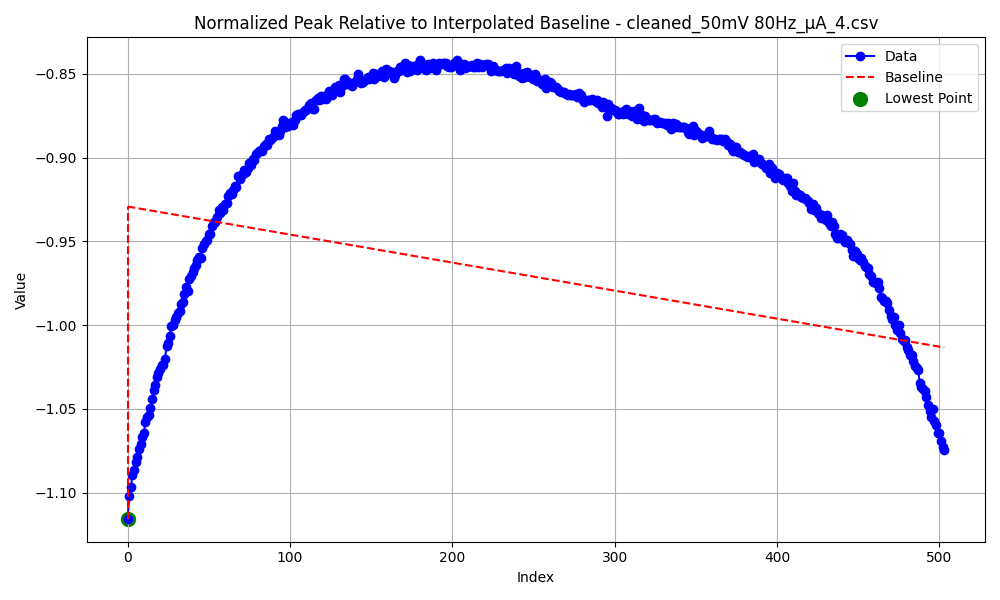 Normalized Peak Relative to Interpolated Baseline - cleaned_50mV 80Hz_μA_4.csv
Data
Baseline
Lowest Point
Value
−0.85
−0.90
−0.95
−1.00
−1.05
−1.10
0 100 200 300 400 500
Index